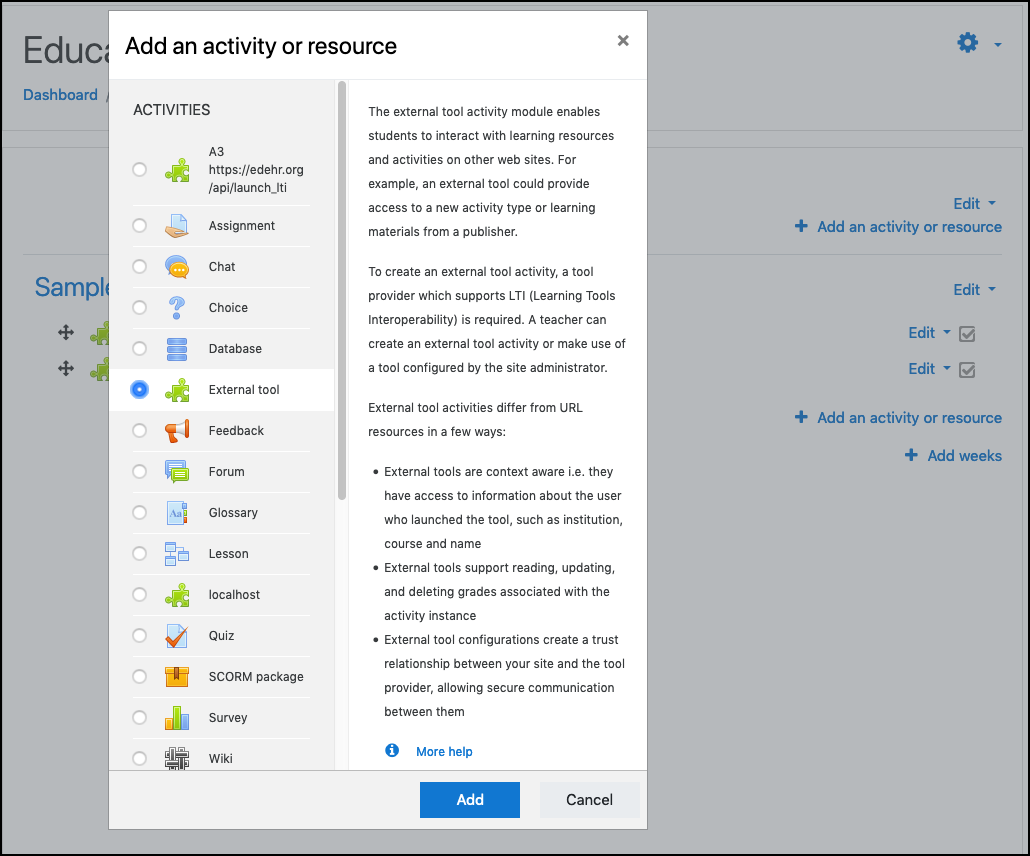 Educa
Dashboard /
Add an activity or resource
×
ACTIVITIES
A3
https://edehr.org
/api/launch_lti
Assignment
Chat
Choice
Database
External tool
Feedback
Forum
Glossary
Lesson
localhost
Quiz
SCORM package
Survey
Wiki
The external tool activity module enables
students to interact with learning resources
and activities on other web sites. For
example, an external tool could provide
access to a new activity type or learning
materials from a publisher.
To create an external tool activity, a tool
provider which supports LTI (Learning Tools
Interoperability) is required. A teacher can
create an external tool activity or make use of
a tool configured by the site administrator.
External tool activities differ from URL
resources in a few ways:
• External tools are context aware i.e. they
have access to information about the user
who launched the tool, such as institution,
course and name
• External tools support reading, updating,
and deleting grades associated with the
activity instance
• External tool configurations create a trust
relationship between your site and the tool
provider, allowing secure communication
between them
More help
Add
Cancel
Edit
Add an activity or resource
Sample
Edit
Edit
Edit
Add an activity or resource
Add weeks